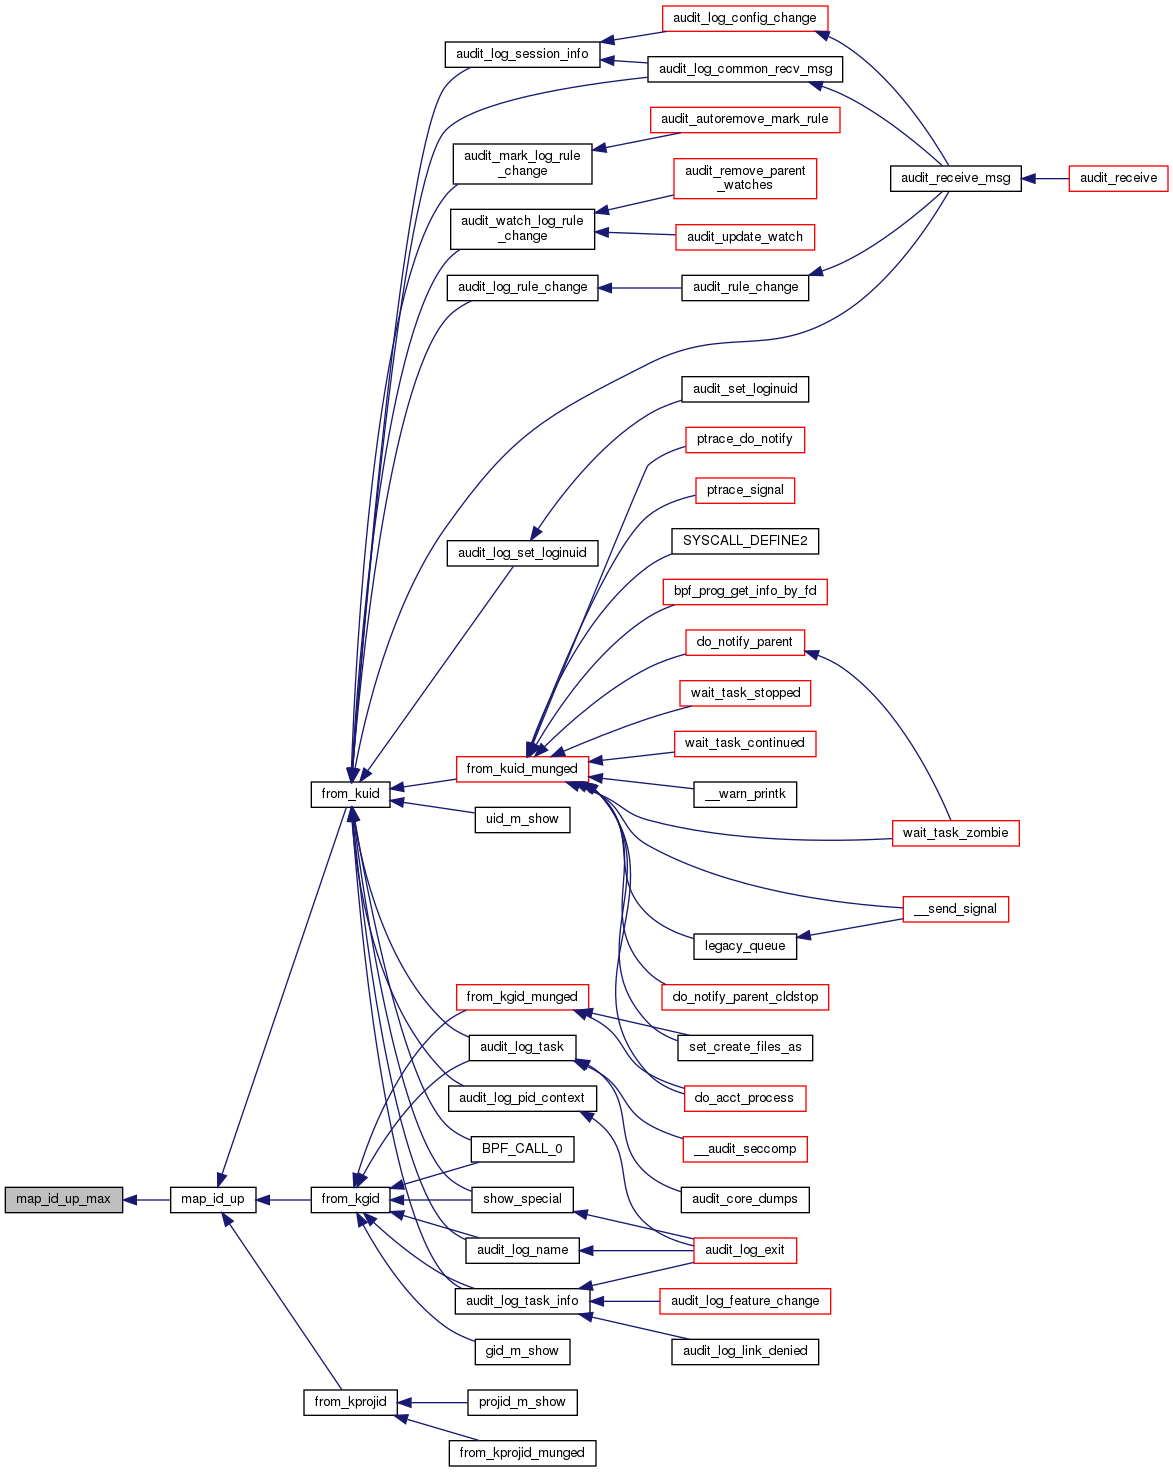 audit_log_config_change
audit_log_session_info
audit_log_common_recv_msg
audit_autoremove_mark_rule
audit_mark_log_rule
_change
audit_remove_parent
_watches
audit_receive_msg
audit_receive
audit_watch_log_rule
_change
audit_update_watch
audit_log_rule_change
audit_rule_change
audit_set_loginuid
ptrace_do_notify
ptrace_signal
SYSCALL_DEFINE2
audit_log_set_loginuid
bpf_prog_get_info_by_fd
do_notify_parent
wait_task_stopped
wait_task_continued
from_kuid_munged
from_kuid
__warn_printk
uid_m_show
wait_task_zombie
__send_signal
legacy_queue
from_kgid_munged
do_notify_parent_cldstop
audit_log_task
set_create_files_as
audit_log_pid_context
do_acct_process
BPF_CALL_0
__audit_seccomp
map_id_up_max
map_id_up
from_kgid
show_special
audit_core_dumps
audit_log_name
audit_log_exit
audit_log_task_info
audit_log_feature_change
gid_m_show
audit_log_link_denied
from_kprojid
projid_m_show
from_kprojid_munged